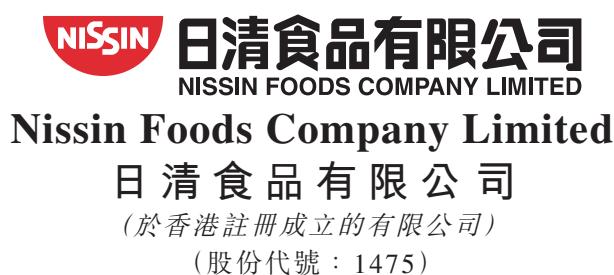 NISSIN 日清食品有限公司
NISSIN FOODS COMPANY LIMITED
Nissin Foods Company Limited
日清食品有限公司
(於香港註冊成立的有限公司)
(股份代號：1475)